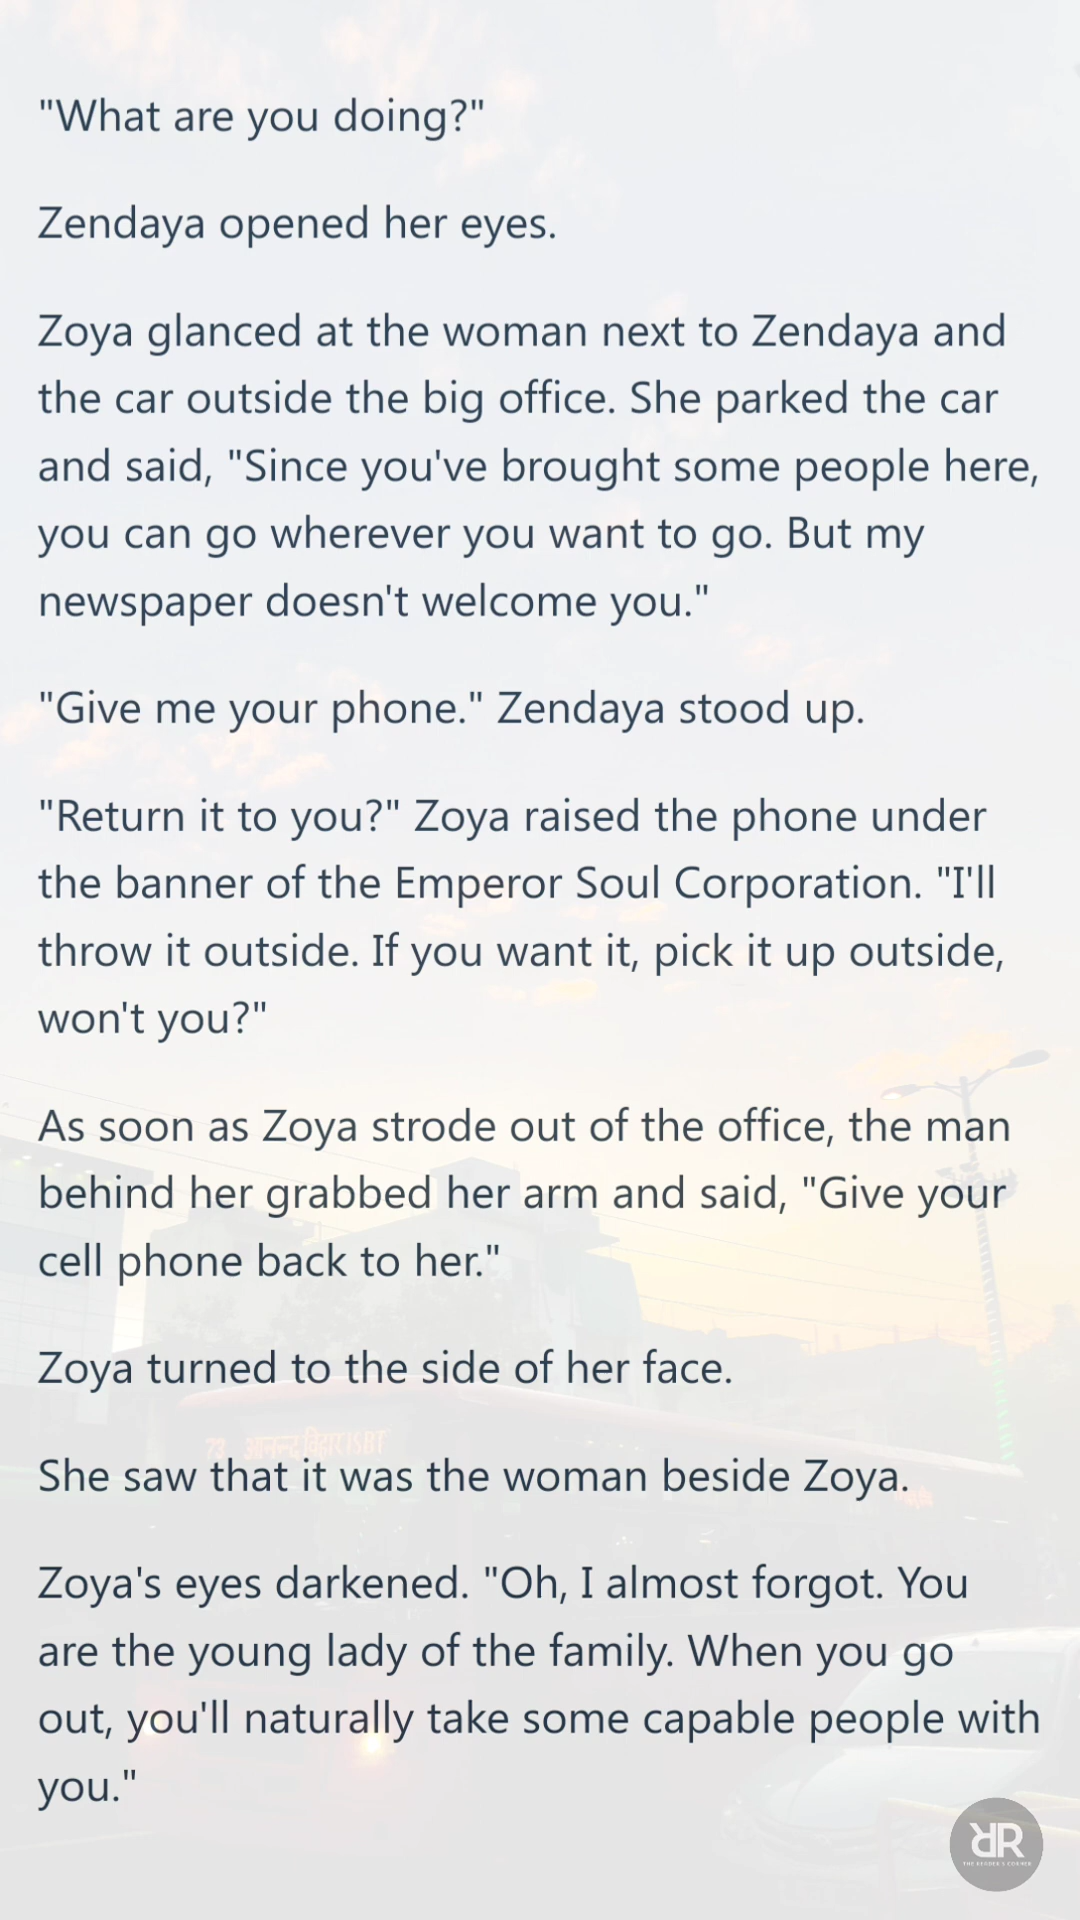 "What are you doing?"
Zendaya opened her eyes.
Zoya glanced at the woman next to Zendaya and
the car outside the big office. She parked the car
and said, "Since you've brought some people here,
you can go wherever you want to go. But my
newspaper doesn't welcome you."
"Give me your phone." Zendaya stood up.
"Return it to you?" Zoya raised the phone under
the banner of the Emperor Soul Corporation. "I'll
throw it outside. If you want it, pick it up outside,
won't you?"
As soon as Zoya strode out of the office, the man
behind her grabbed her arm and said, "Give your
cell phone back to her."
Zoya turned to the side of her face.
73 आनन्द विहार ISBT
She saw that it was the woman beside Zoya.
Zoya's eyes darkened. "Oh, I almost forgot. You
are the young lady of the family. When you go
out, you'll naturally take some capable people with
you."
RR
THE READER'S CORNER